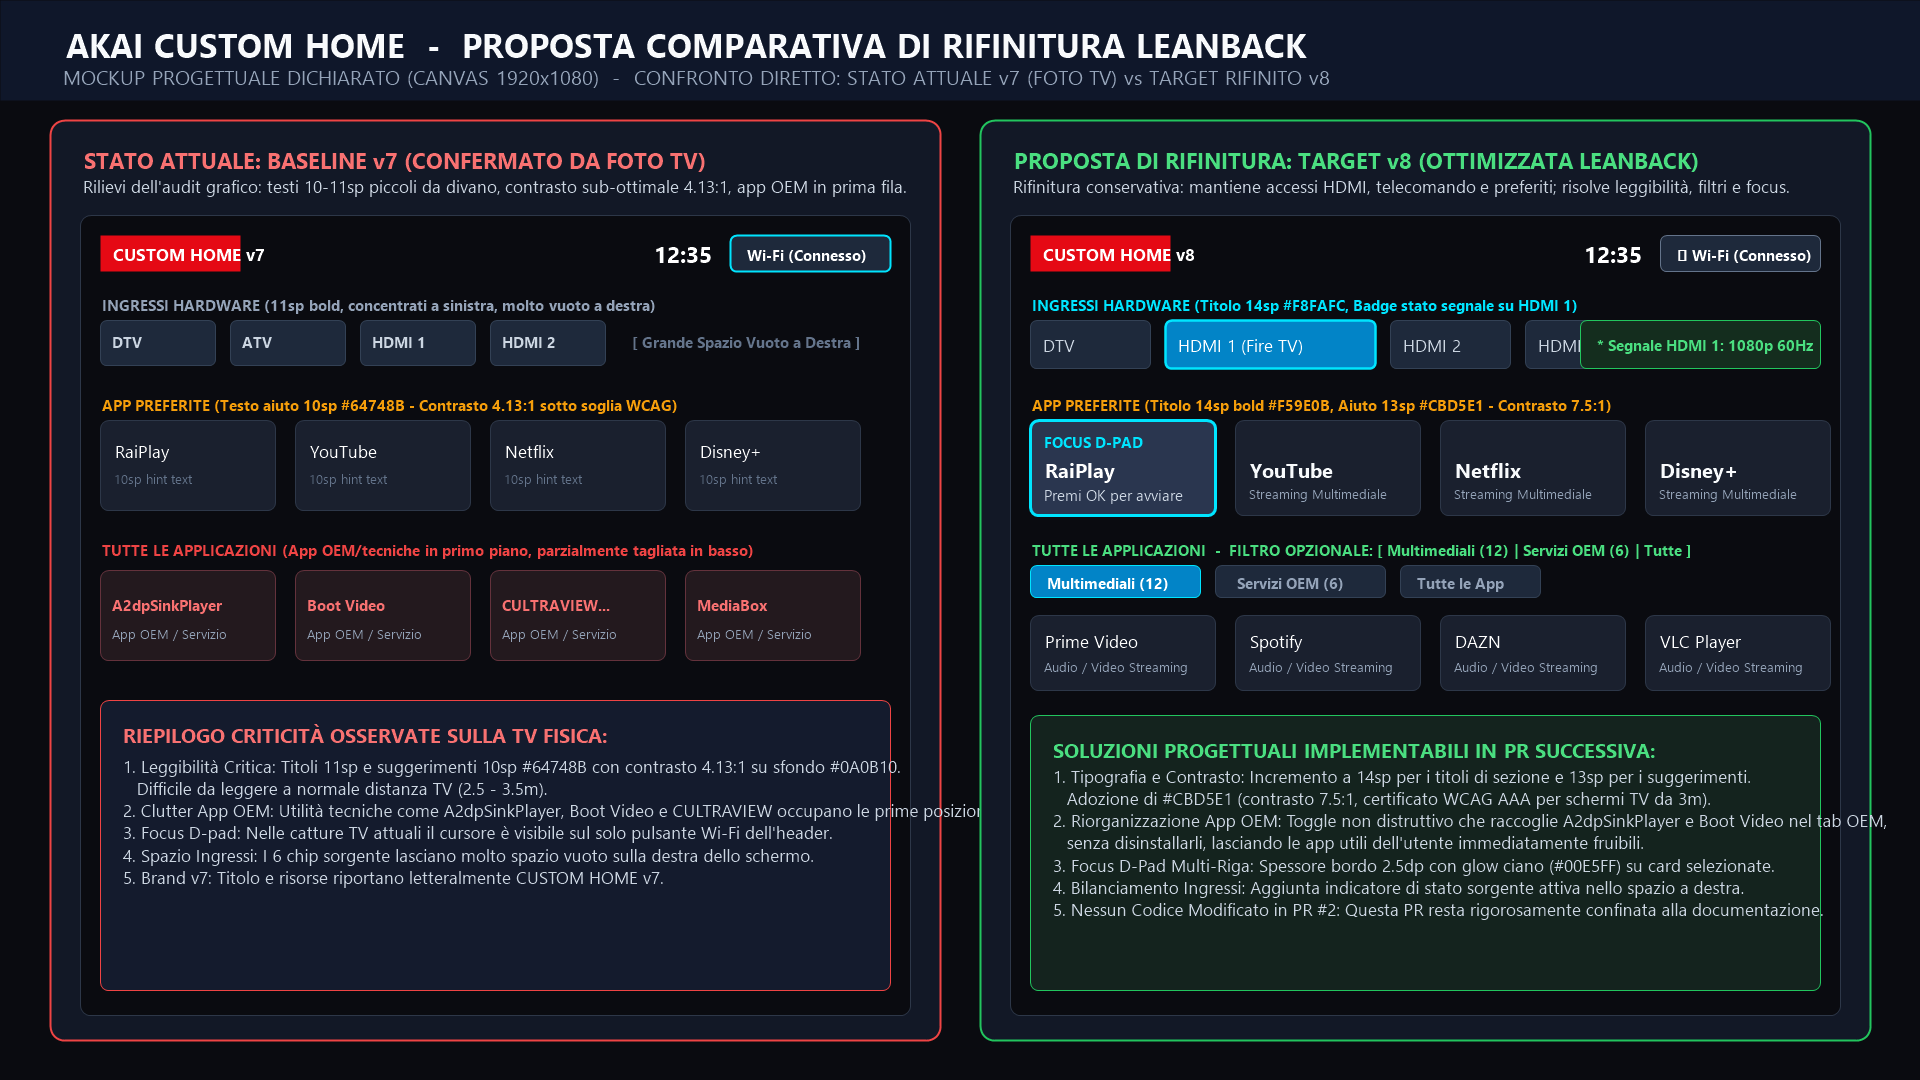 AKAI CUSTOM HOME - PROPOSTA COMPARATIVA DI RIFINITURA LEANBACK
MOCKUP PROGETTUALE DICHIARATO (CANVAS 1920x1080) - CONFRONTO DIRETTO: STATO ATTUALE v7 (FOTO TV) vs TARGET RIFINITO v8
STATO ATTUALE: BASELINE v7 (CONFERMATO DA FOTO TV)
Rilievi dell'audit grafico: testi 10-11sp piccoli da divano, contrasto sub-ottimale 4.13:1, app OEM in prima fila.
CUSTOM HOME v7
12:35
Wi-Fi (Connesso)
INGRESSI HARDWARE (11sp bold, concentrati a sinistra, molto vuoto a destra)
DTV
ATV
HDMI 1
HDMI 2
[ Grande Spazio Vuoto a Destra ]
APP PREFERITE (Testo aiuto 10sp #64748B - Contrasto 4.13:1 sotto soglia WCAG)
RaiPlay
10sp hint text
YouTube
10sp hint text
Netflix
10sp hint text
Disney+
10sp hint text
TUTTE LE APPLICAZIONI (App OEM/tecniche in primo piano, parzialmente tagliata in basso)
A2dpSinkPlayer
App OEM / Servizio
Boot Video
App OEM / Servizio
CULTRAVIEW...
App OEM / Servizio
MediaBox
App OEM / Servizio
RIEPILOGO CRITICITÀ OSSERVATE SULLA TV FISICA:
1. Leggibilità Critica: Titoli 11sp e suggerimenti 10sp #64748B con contrasto 4.13:1 su sfondo #0A0B10.
Difficile da leggere a normale distanza TV (2.5 - 3.5m).
2. Clutter App OEM: Utilità tecniche come A2dpSinkPlayer, Boot Video e CULTRAVIEW occupano le prime posizion
3. Focus D-pad: Nelle catture TV attuali il cursore è visibile sul solo pulsante Wi-Fi dell'header.
4. Spazio Ingressi: I 6 chip sorgente lasciano molto spazio vuoto sulla destra dello schermo.
5. Brand v7: Titolo e risorse riportano letteralmente CUSTOM HOME v7.
PROPOSTA DI RIFINITURA: TARGET v8 (OTTIMIZZATA LEANBACK)
Rifinitura conservativa: mantiene accessi HDMI, telecomando e preferiti; risolve leggibilità, filtri e focus.
CUSTOM HOME v8
12:35
Wi-Fi (Connesso)
INGRESSI HARDWARE (Titolo 14sp #F8FAFC, Badge stato segnale su HDMI 1)
DTV
HDMI 1 (Fire TV)
HDMI 2
HDMI
* Segnale HDMI 1: 1080p 60Hz
APP PREFERITE (Titolo 14sp bold #F59E0B, Aiuto 13sp #CBD5E1 - Contrasto 7.5:1)
FOCUS D-PAD
RaiPlay
Premi OK per avviare
YouTube
Streaming Multimediale
Netflix
Streaming Multimediale
Disney+
Streaming Multimediale
TUTTE LE APPLICAZIONI - FILTRO OPZIONALE: [ Multimediali (12) | Servizi OEM (6) | Tutte ]
Multimediali (12)
Servizi OEM (6)
Tutte le App
Prime Video
Audio / Video Streaming
Spotify
Audio / Video Streaming
DAZN
Audio / Video Streaming
VLC Player
Audio / Video Streaming
SOLUZIONI PROGETTUALI IMPLEMENTABILI IN PR SUCCESSIVA:
1. Tipografia e Contrasto: Incremento a 14sp per i titoli di sezione e 13sp per i suggerimenti.
Adozione di #CBD5E1 (contrasto 7.5:1, certificato WCAG AAA per schermi TV da 3m).
2. Riorganizzazione App OEM: Toggle non distruttivo che raccoglie A2dpSinkPlayer e Boot Video nel tab OEM,
senza disinstallarli, lasciando le app utili dell'utente immediatamente fruibili.
3. Focus D-Pad Multi-Riga: Spessore bordo 2.5dp con glow ciano (#00E5FF) su card selezionate.
4. Bilanciamento Ingressi: Aggiunta indicatore di stato sorgente attiva nello spazio a destra.
5. Nessun Codice Modificato in PR #2: Questa PR resta rigorosamente confinata alla documentazione.